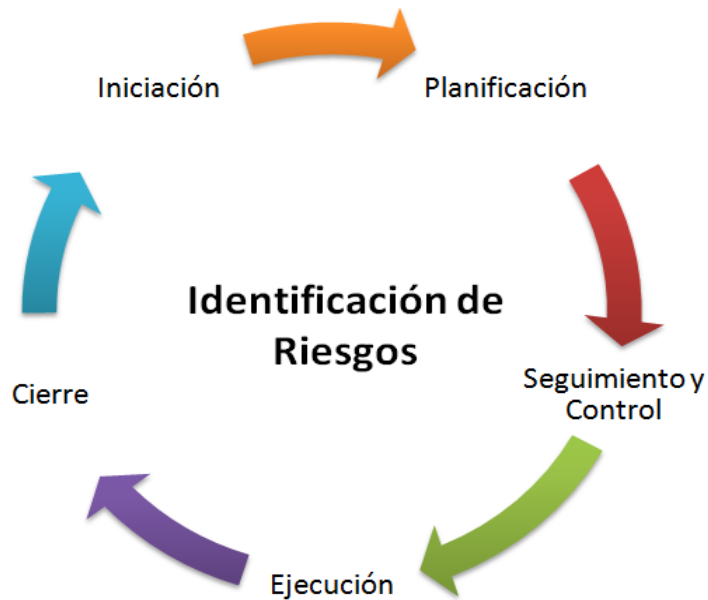 Iniciación
Planificación
Identificación de
Riesgos
Seguimiento y
Control
Cierre
Ejecución